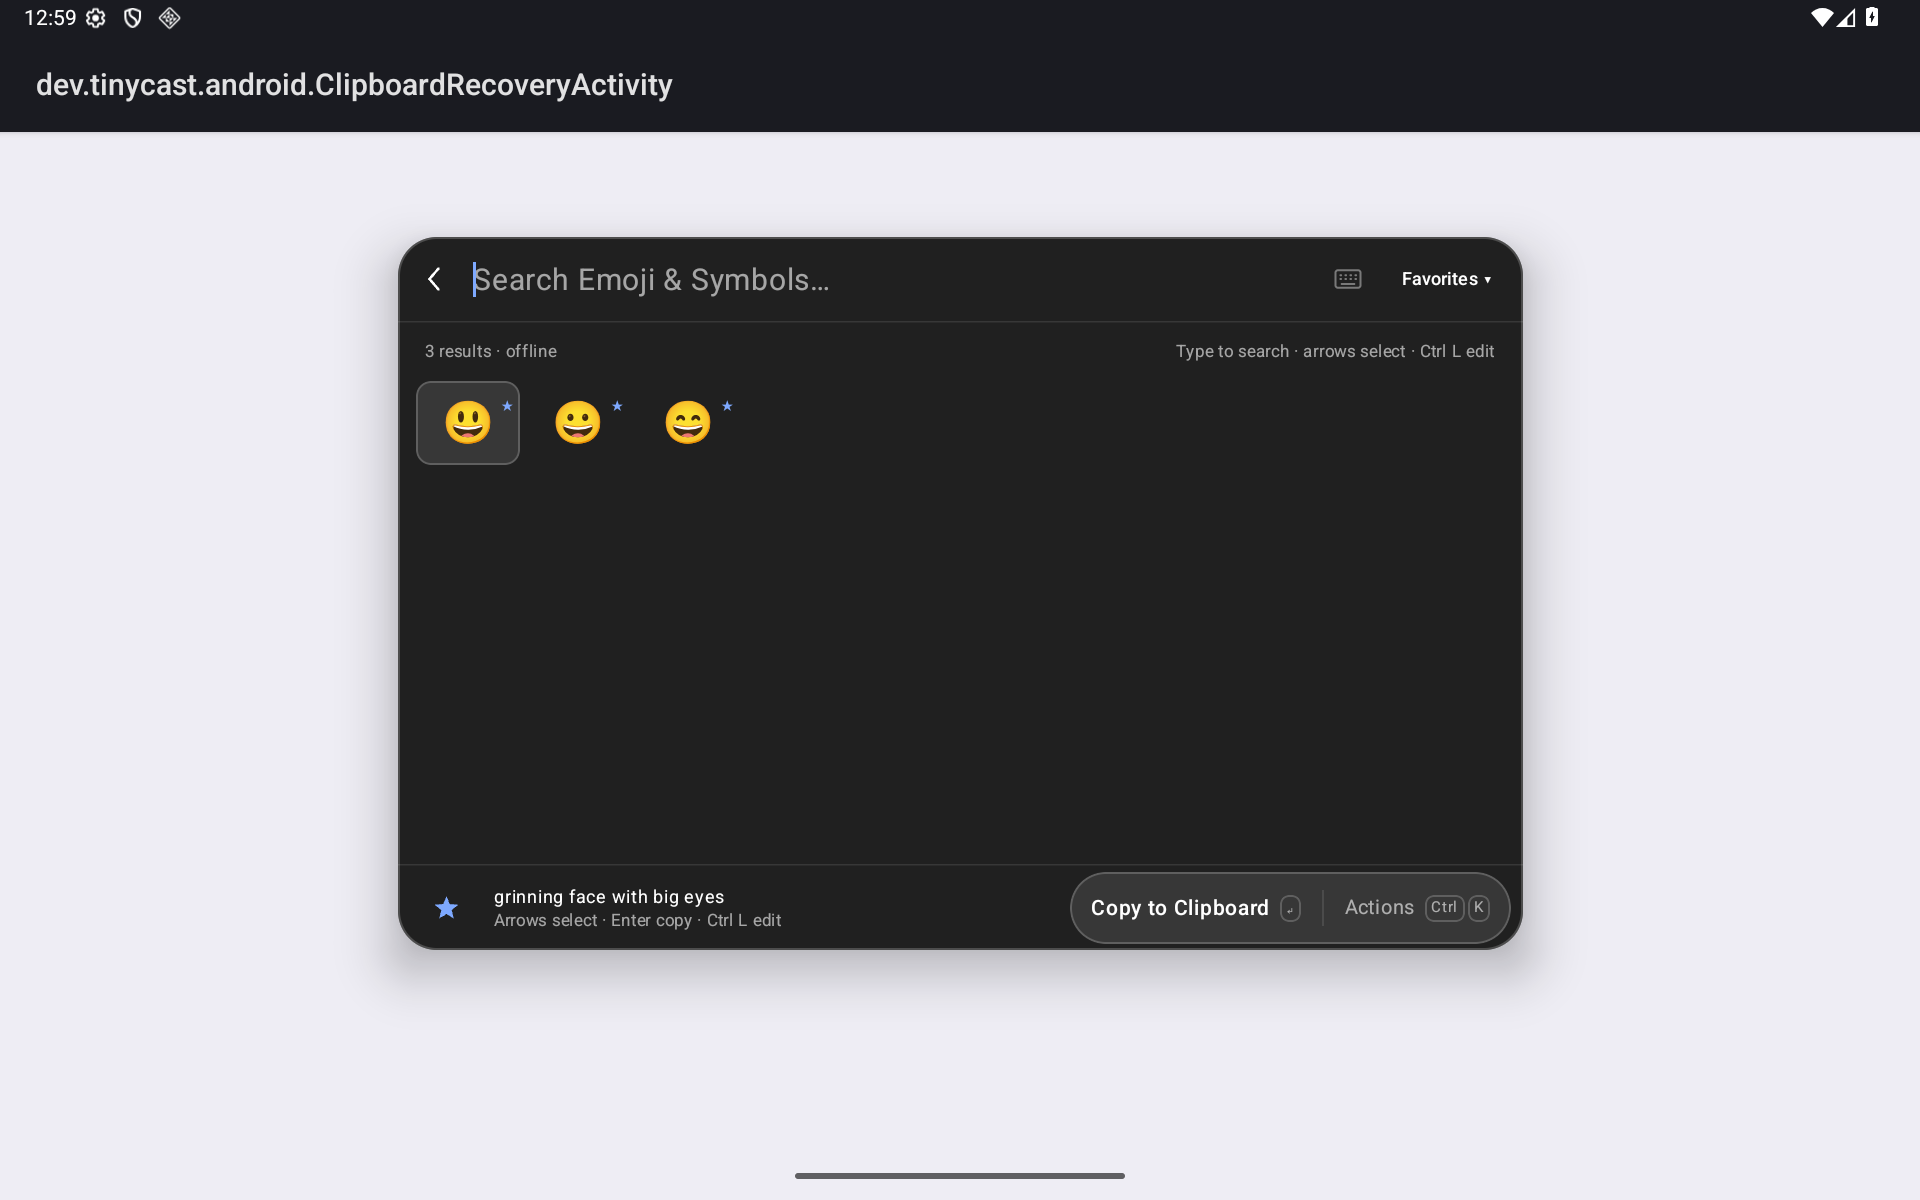 12:59
dev.tinycast.android.ClipboardRecoveryActivity
Search Emoji & Symbols…
Favorites ▾
3 results · offline
Type to search · arrows select · Ctrl L edit
grinning face with big eyes
Arrows select · Enter copy · Ctrl L edit
Copy to Clipboard ↵
Actions Ctrl K